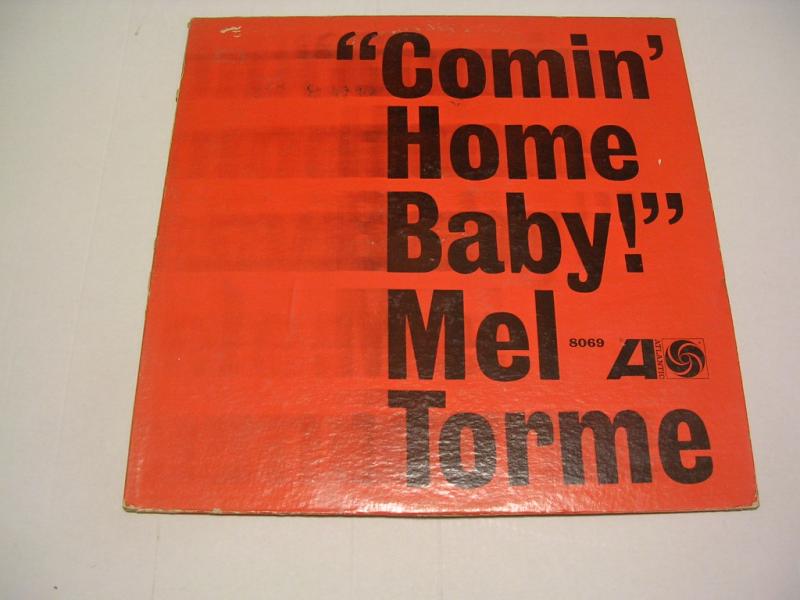 “Comin’
Home
Baby!”
Mel
8069 A ATLANTIC
Torme